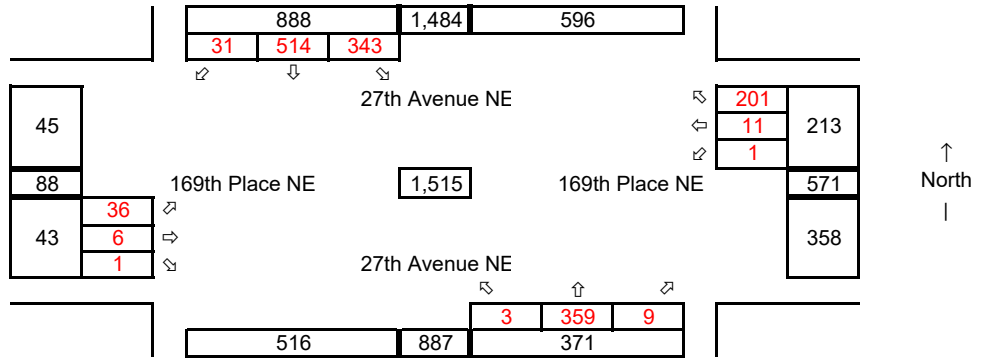 888 1,484 596
31 514 343
27th Avenue NE
201
45 11 213
1
↑
88 169th Place NE 1,515 169th Place NE 571 North
36 |
43 6 358
1
27th Avenue NE
3 359 9
516 887 371